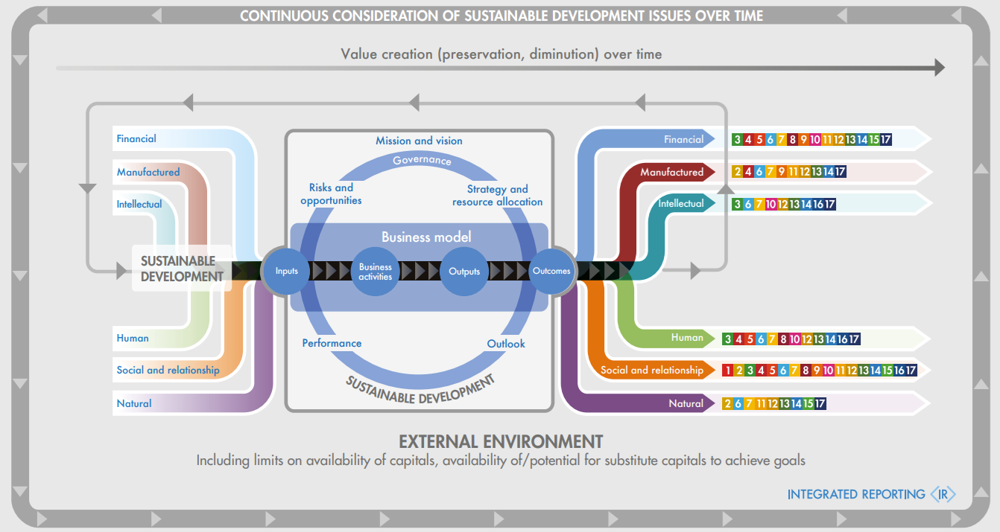 CONTINUOUS CONSIDERATION OF SUSTAINABLE DEVELOPMENT ISSUES OVER TIME
Value creation (preservation, diminution) over time
Financial
Manufactured
Intellectual
SUSTAINABLE
DEVELOPMENT
Human
Social and relationship
Natural
Mission and vision
Governance
Risks and
opportunities
Strategy and
resource allocation
Business model
Inputs
Business
activities
Outputs
Outcomes
Performance
Outlook
SUSTAINABLE DEVELOPMENT
Financial 3 4 5 6 7 8 9 10 11 12 13 14 15 17
Manufactured 2 4 6 7 9 11 12 13 14 17
Intellectual 3 6 7 10 12 13 14 16 17
Human 3 4 5 6 7 8 10 12 13 14 16 17
Social and relationship 1 2 3 4 5 6 7 8 9 10 11 12 13 14 15 16 17
Natural 2 6 7 11 12 13 14 15 17
EXTERNAL ENVIRONMENT
Including limits on availability of capitals, availability of/potential for substitute capitals to achieve goals
INTEGRATED REPORTING <IR>